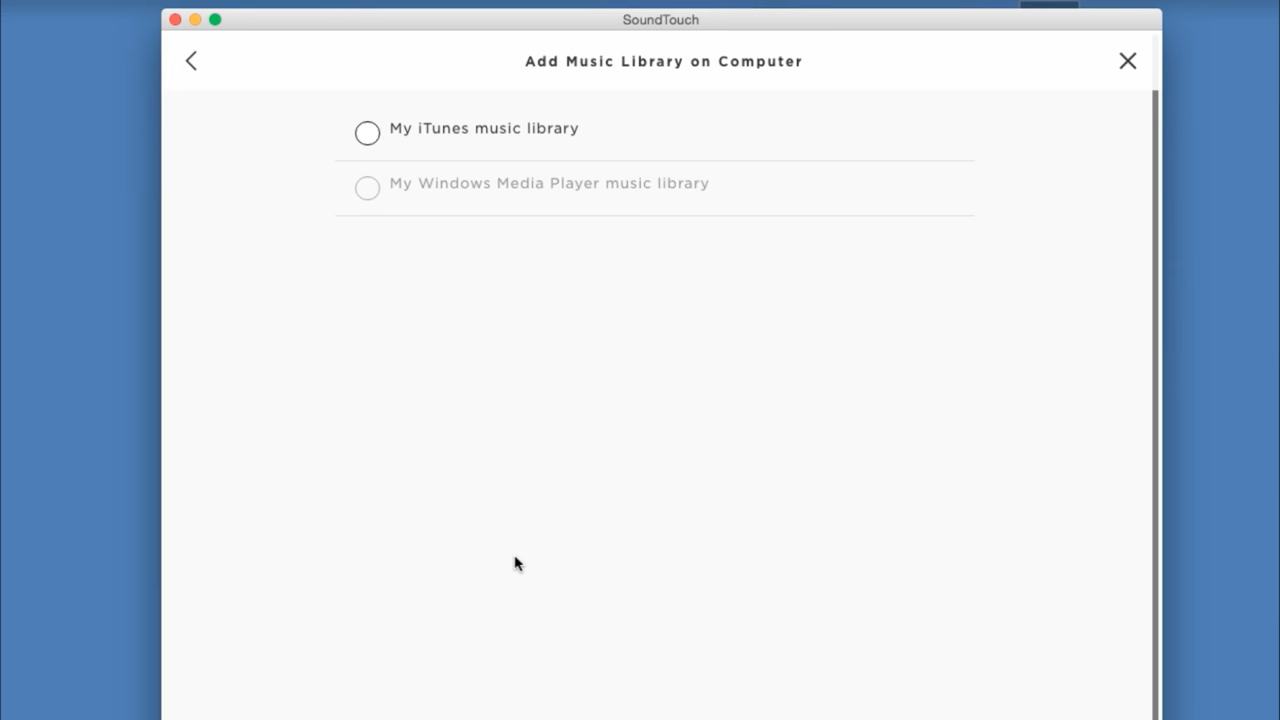 SoundTouch
Add Music Library on Computer
My iTunes music library
My Windows Media Player music library